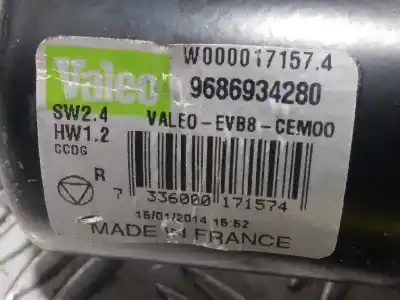 Valeo
W000017157.4
9686934280
SW2.4
VALEO-EVB8-CEM00
HW1.2
CCDG
R
7 336000 171574
15/01/2014 15:52
MADE IN FRANCE